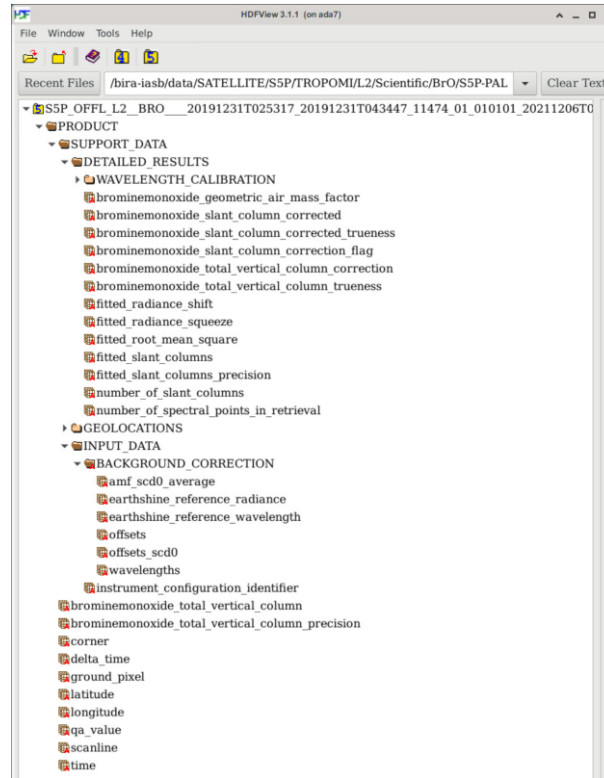 HDFView 3.1.1 (on ada7)
File Window Tools Help
Recent Files /bira-iasb/data/SATELLITE/S5P/TROPOMI/L2/Scientific/BrO/S5P-PAL Clear Text
S5P_OFFL_L2__BRO____20191231T025317_20191231T043447_11474_01_010101_20211206T0
PRODUCT
SUPPORT_DATA
DETAILED_RESULTS
WAVELENGTH_CALIBRATION
brominemonoxide_geometric_air_mass_factor
brominemonoxide_slant_column_corrected
brominemonoxide_slant_column_corrected_trueness
brominemonoxide_slant_column_correction_flag
brominemonoxide_total_vertical_column_correction
brominemonoxide_total_vertical_column_trueness
fitted_radiance_shift
fitted_radiance_squeeze
fitted_root_mean_square
fitted_slant_columns
fitted_slant_columns_precision
number_of_slant_columns
number_of_spectral_points_in_retrieval
GEOLOCATIONS
INPUT_DATA
BACKGROUND_CORRECTION
amf_scd0_average
earthshine_reference_radiance
earthshine_reference_wavelength
offsets
offsets_scd0
wavelengths
instrument_configuration_identifier
brominemonoxide_total_vertical_column
brominemonoxide_total_vertical_column_precision
corner
delta_time
ground_pixel
latitude
longitude
qa_value
scanline
time